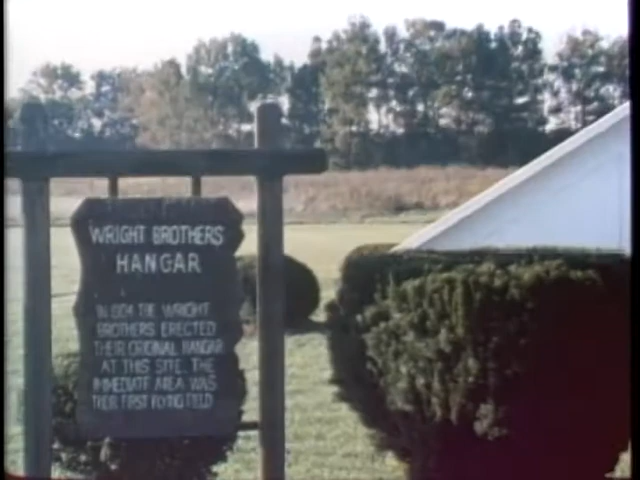 WRIGHT BROTHERS
HANGAR
IN 1904 THE WRIGHT
BROTHERS ERECTED
THEIR ORIGINAL HANGAR
AT THIS SITE. THE
IMMEDIATE AREA WAS
THEIR FIRST FLYING FIELD